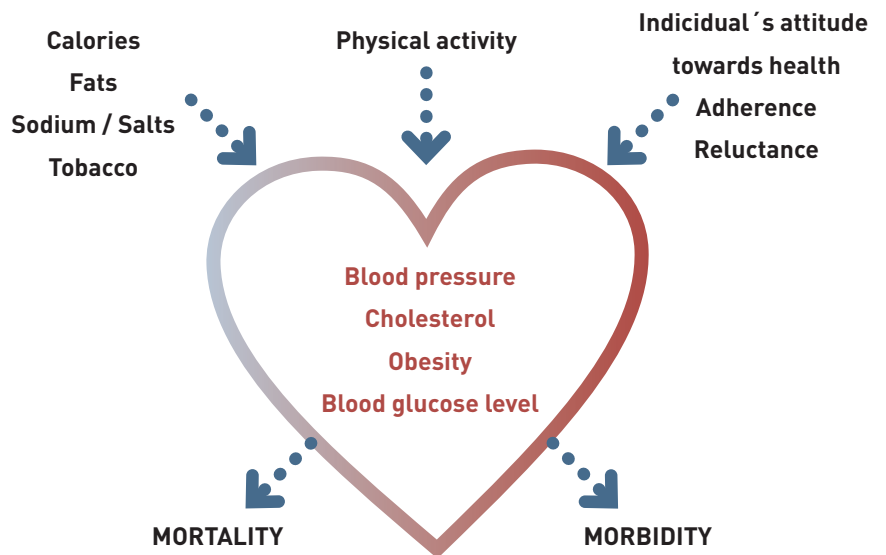 Calories
Fats
Sodium / Salts
Tobacco
Physical activity
Indicidual´s attitude
towards health
Adherence
Reluctance
Blood pressure
Cholesterol
Obesity
Blood glucose level
MORTALITY
MORBIDITY